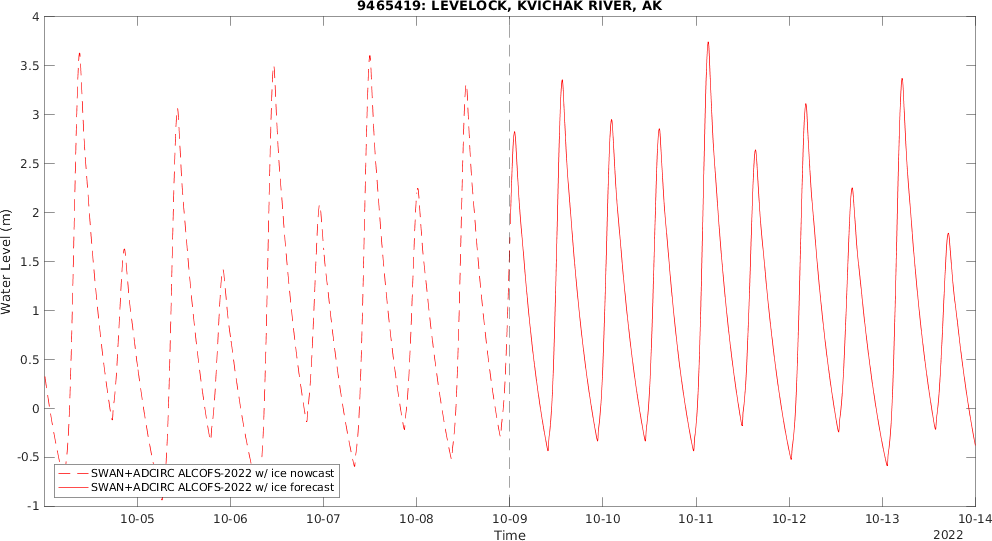 9465419: LEVELOCK, KVICHAK RIVER, AK
Water Level (m)
4
3.5
3
2.5
2
1.5
1
0.5
0
-0.5
-1
SWAN+ADCIRC ALCOFS-2022 w/ ice nowcast
SWAN+ADCIRC ALCOFS-2022 w/ ice forecast
10-05 10-06 10-07 10-08 10-09 10-10 10-11 10-12 10-13 10-14
Time
2022